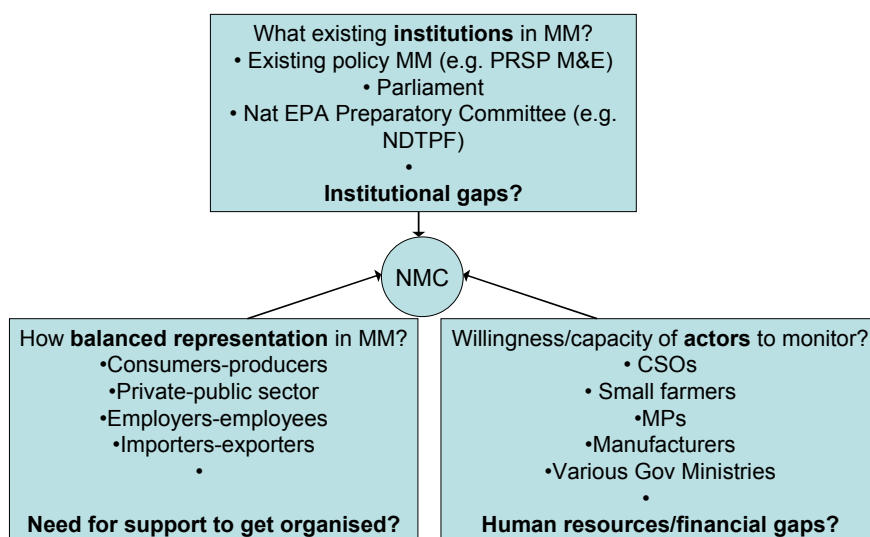 What existing institutions in MM?
• Existing policy MM (e.g. PRSP M&E)
• Parliament
• Nat EPA Preparatory Committee (e.g.
NDTPF)
•
Institutional gaps?
NMC
How balanced representation in MM?
•Consumers-producers
•Private-public sector
•Employers-employees
•Importers-exporters
•
Need for support to get organised?
Willingness/capacity of actors to monitor?
• CSOs
• Small farmers
•MPs
•Manufacturers
•Various Gov Ministries
•
Human resources/financial gaps?